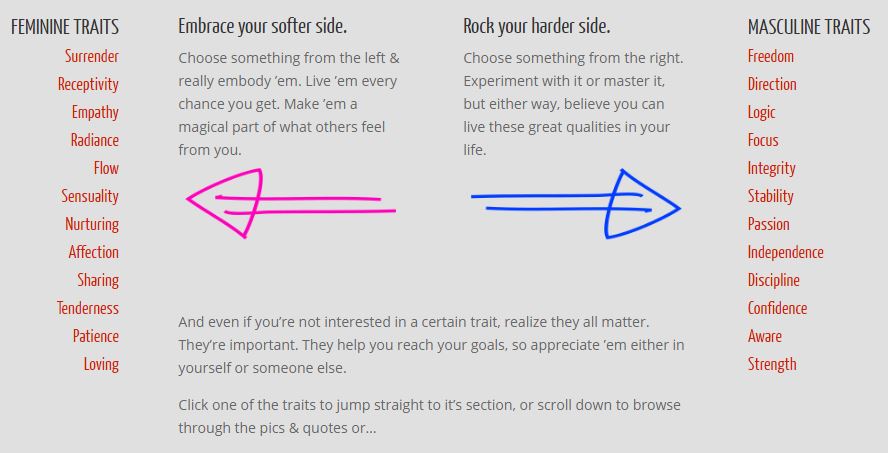 FEMININE TRAITS
Surrender
Receptivity
Empathy
Radiance
Flow
Sensuality
Nurturing
Affection
Sharing
Tenderness
Patience
Loving
Embrace your softer side.
Choose something from the left &
really embody ’em. Live ’em every
chance you get. Make ’em a
magical part of what others feel
from you.
Rock your harder side.
Choose something from the right.
Experiment with it or master it,
but either way, believe you can
live these great qualities in your
life.
And even if you’re not interested in a certain trait, realize they all matter.
They’re important. They help you reach your goals, so appreciate ’em either in
yourself or someone else.
Click one of the traits to jump straight to it’s section, or scroll down to browse
through the pics & quotes or...
MASCULINE TRAITS
Freedom
Direction
Logic
Focus
Integrity
Stability
Passion
Independence
Discipline
Confidence
Aware
Strength